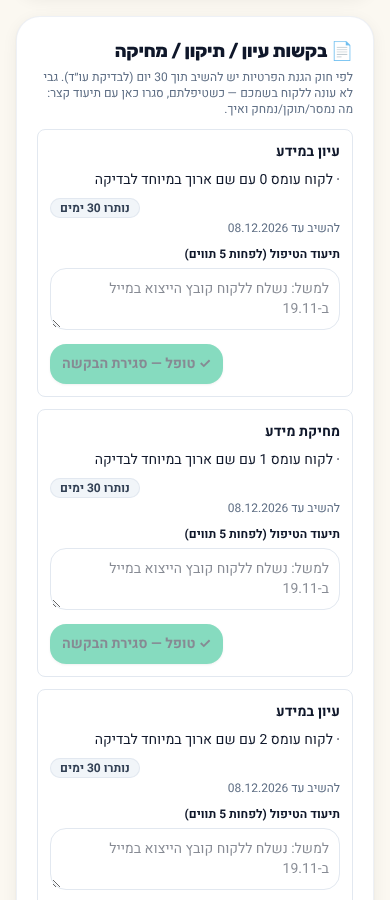 📄 בקשות עיון / תיקון / מחיקה
לפי חוק הגנת הפרטיות יש להשיב תוך 30 יום (לבדיקת עו״ד). גבי
לא עונה ללקוח בשמכם — כשטיפלתם, סגרו כאן עם תיעוד קצר:
מה נמסר/תוקן/נמחק ואיך.
עיון במידע
· לקוח עומס 0 עם שם ארוך במיוחד לבדיקה
נותרו 30 ימים
להשיב עד 08.12.2026
תיעוד הטיפול (לפחות 5 תווים)
למשל: נשלח ללקוח קובץ הייצוא במייל
ב-19.11
✓ טופל — סגירת הבקשה
מחיקת מידע
· לקוח עומס 1 עם שם ארוך במיוחד לבדיקה
נותרו 30 ימים
להשיב עד 08.12.2026
תיעוד הטיפול (לפחות 5 תווים)
למשל: נשלח ללקוח קובץ הייצוא במייל
ב-19.11
✓ טופל — סגירת הבקשה
עיון במידע
· לקוח עומס 2 עם שם ארוך במיוחד לבדיקה
נותרו 30 ימים
להשיב עד 08.12.2026
תיעוד הטיפול (לפחות 5 תווים)
למשל: נשלח ללקוח קובץ הייצוא במייל
ב-19.11